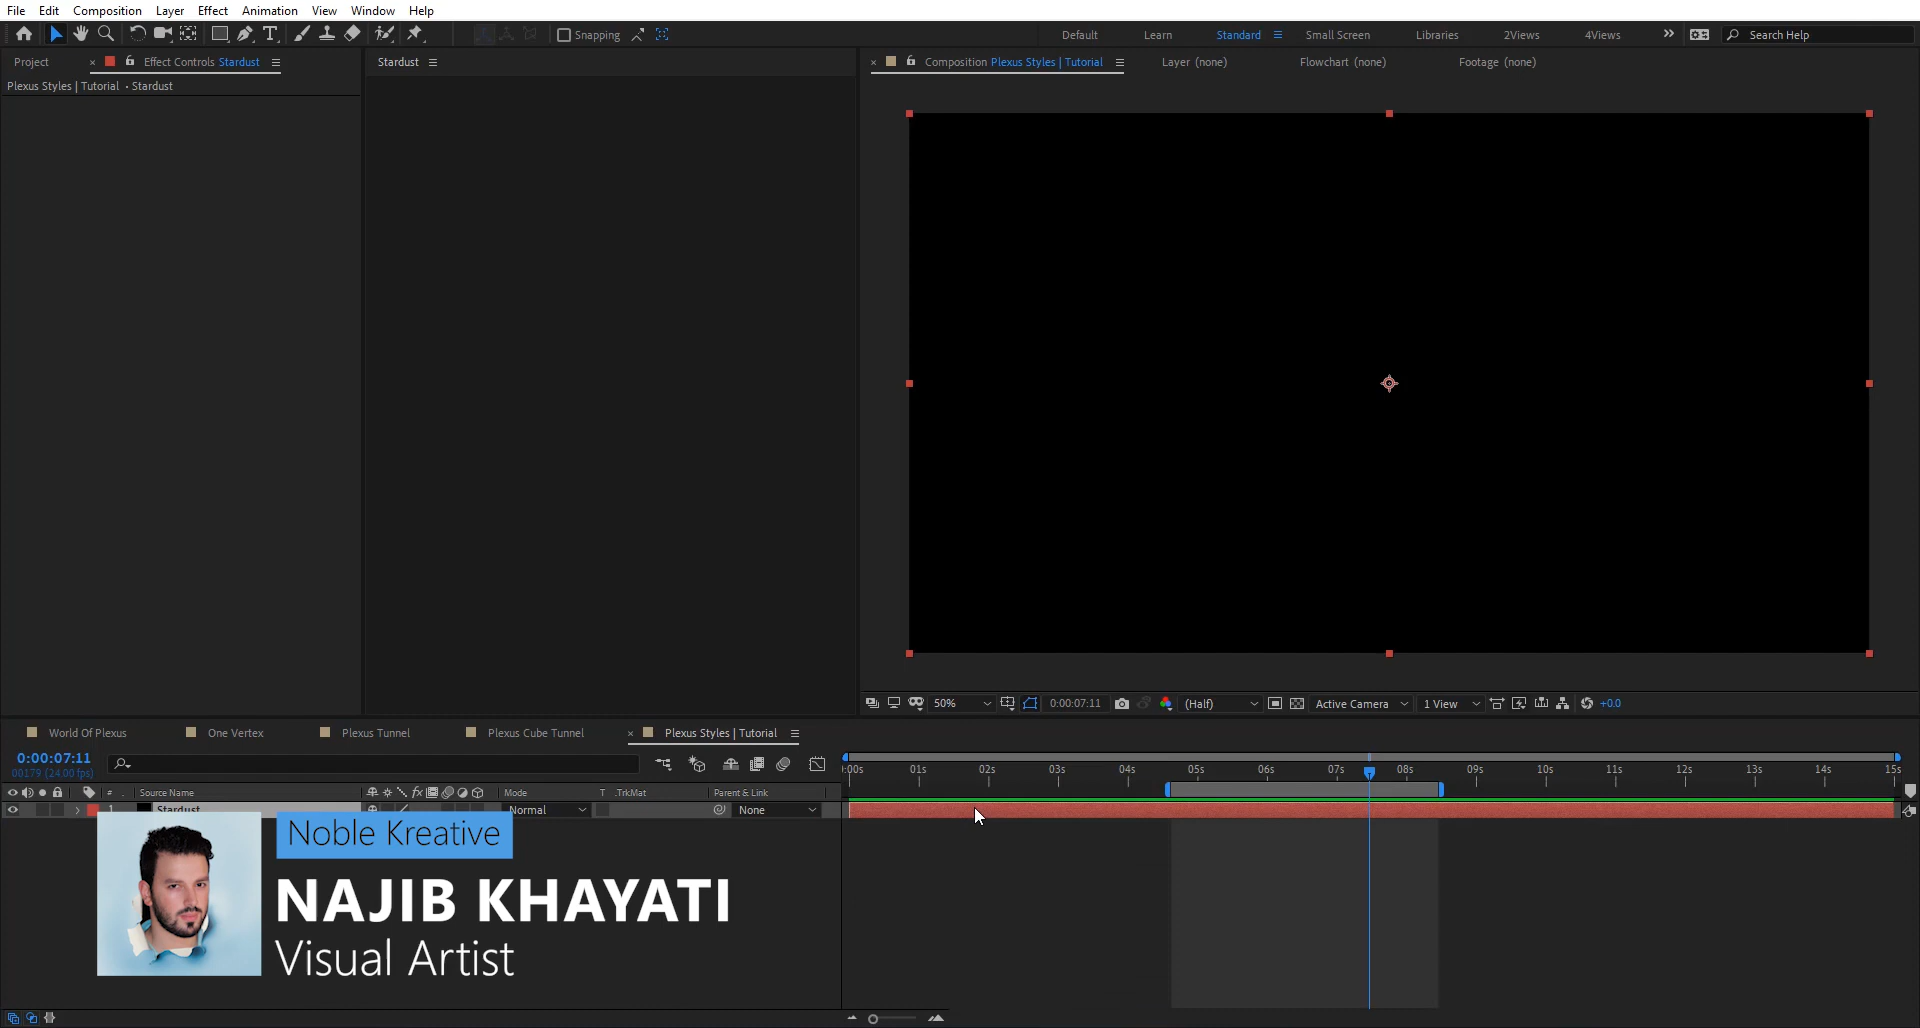 File Edit Composition Layer Effect Animation View Window Help
Snapping Default Learn Standard Small Screen Libraries 2Views 4Views Search Help
Project Effect Controls Stardust Stardust Composition Plexus Styles | Tutorial Layer (none) Flowchart (none) Footage (none)
Plexus Styles | Tutorial • Stardust
50% 0:00:07:11 (Half) Active Camera 1 View +0.0
World Of Plexus One Vertex Plexus Tunnel Plexus Cube Tunnel Plexus Styles | Tutorial
0:00:07:11
00179 (24.00 fps)
:00s 01s 02s 03s 04s 05s 06s 07s 08s 09s 10s 11s 12s 13s 14s 15s
# . Source Name Mode T .TrkMat Parent & Link
1 Stardust Normal None
Noble Kreative
NAJIB KHAYATI
Visual Artist